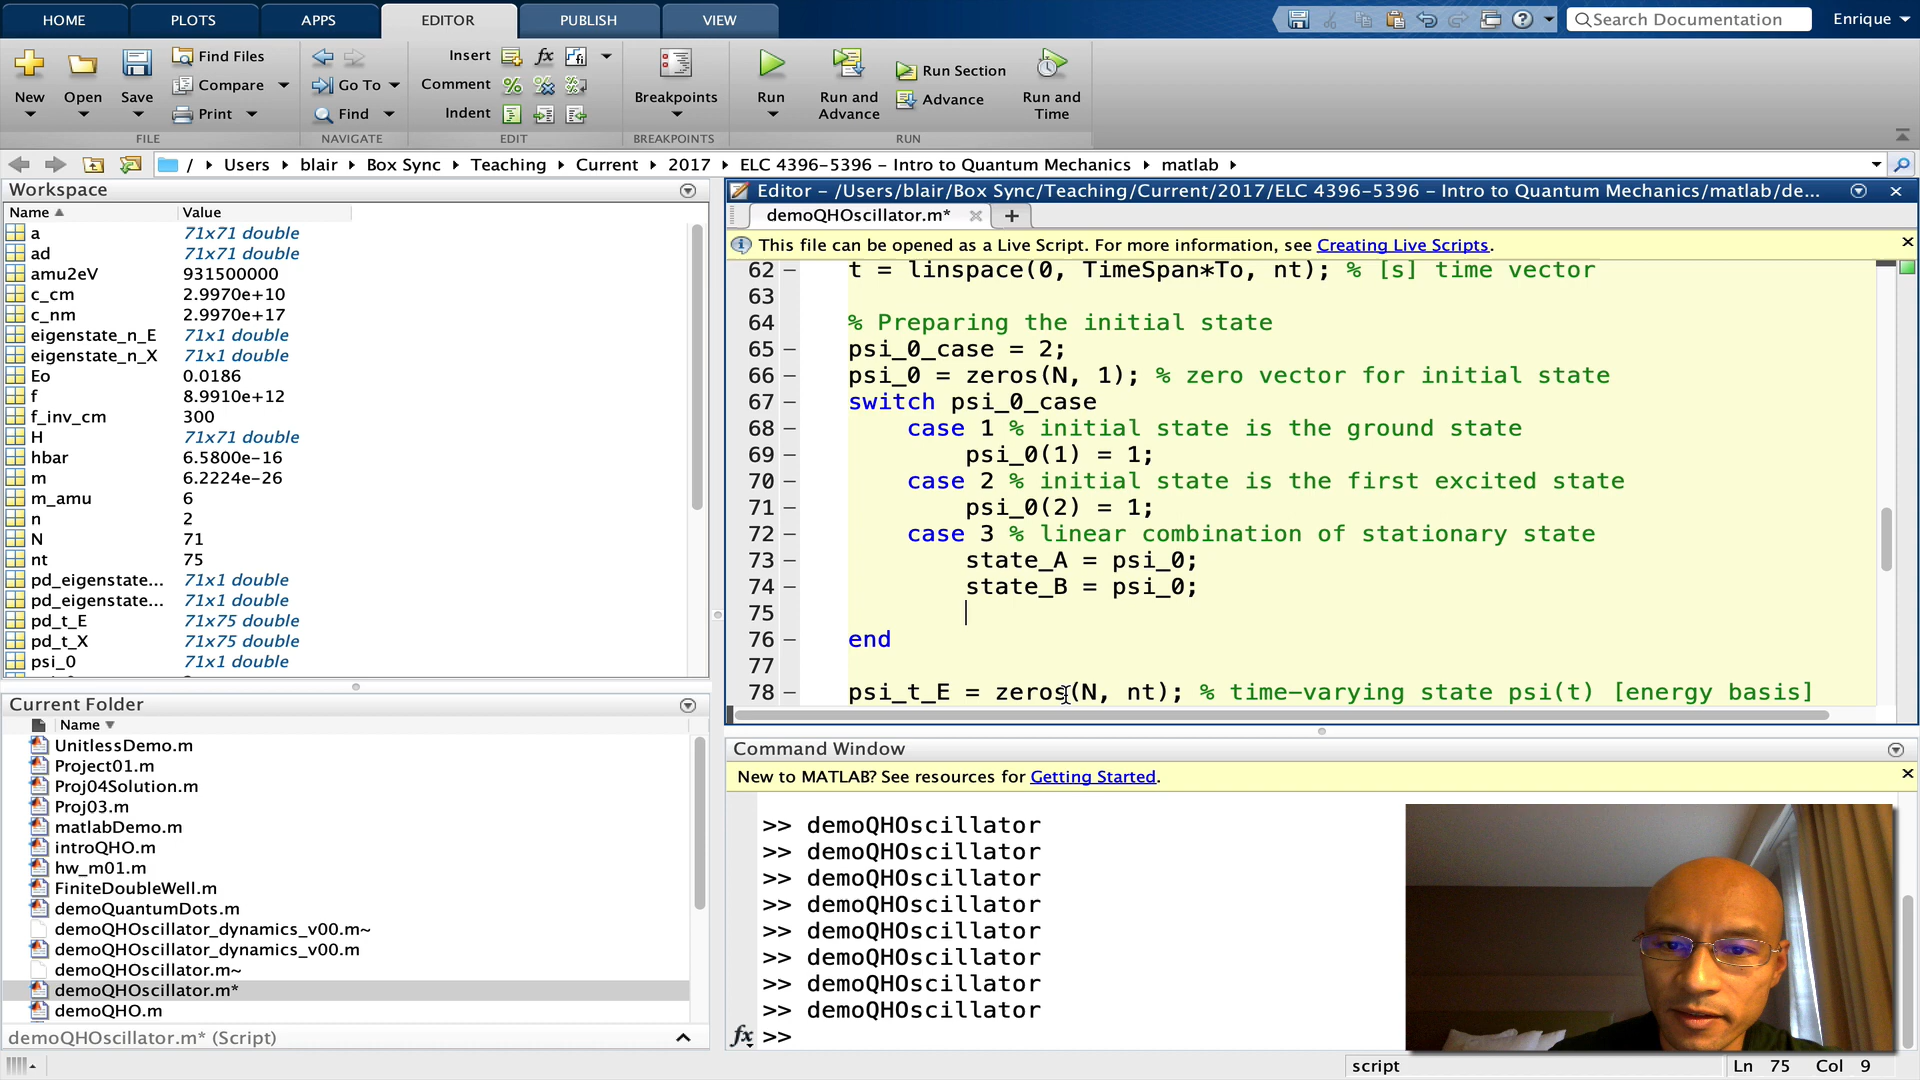 HOME PLOTS APPS EDITOR PUBLISH VIEW Search Documentation Enrique
New Open Save Find Files Compare Print
FILE
Go To Find
NAVIGATE
Insert fx
Comment
Indent
EDIT
Breakpoints
BREAKPOINTS
Run Run and Advance Run Section Advance Run and Time
RUN
/ Users blair Box Sync Teaching Current 2017 ELC 4396-5396 - Intro to Quantum Mechanics matlab
Workspace
Name Value
a 71x71 double
ad 71x71 double
amu2eV 931500000
c_cm 2.9970e+10
c_nm 2.9970e+17
eigenstate_n_E 71x1 double
eigenstate_n_X 71x1 double
Eo 0.0186
f 8.9910e+12
f_inv_cm 300
H 71x71 double
hbar 6.5800e-16
m 6.2224e-26
m_amu 6
n 2
N 71
nt 75
pd_eigenstate... 71x1 double
pd_eigenstate... 71x1 double
pd_t_E 71x75 double
pd_t_X 71x75 double
psi_0 71x1 double
Current Folder
Name
UnitlessDemo.m
Project01.m
Proj04Solution.m
Proj03.m
matlabDemo.m
introQHO.m
hw_m01.m
FiniteDoubleWell.m
demoQuantumDots.m
demoQHOscillator_dynamics_v00.m~
demoQHOscillator_dynamics_v00.m
demoQHOscillator.m~
demoQHOscillator.m*
demoQHO.m
demoQHOscillator.m* (Script)
Editor - /Users/blair/Box Sync/Teaching/Current/2017/ELC 4396-5396 - Intro to Quantum Mechanics/matlab/de...
demoQHOscillator.m*
This file can be opened as a Live Script. For more information, see Creating Live Scripts.
62 - t = linspace(0, TimeSpan*To, nt); % [s] time vector
63
64 % Preparing the initial state
65 - psi_0_case = 2;
66 - psi_0 = zeros(N, 1); % zero vector for initial state
67 - switch psi_0_case
68 - case 1 % initial state is the ground state
69 - psi_0(1) = 1;
70 - case 2 % initial state is the first excited state
71 - psi_0(2) = 1;
72 - case 3 % linear combination of stationary state
73 - state_A = psi_0;
74 - state_B = psi_0;
75
76 - end
77
78 - psi_t_E = zeros(N, nt); % time-varying state psi(t) [energy basis]
Command Window
New to MATLAB? See resources for Getting Started.
>> demoQHOscillator
>> demoQHOscillator
>> demoQHOscillator
>> demoQHOscillator
>> demoQHOscillator
>> demoQHOscillator
>> demoQHOscillator
>> demoQHOscillator
fx >>
script Ln 75 Col 9